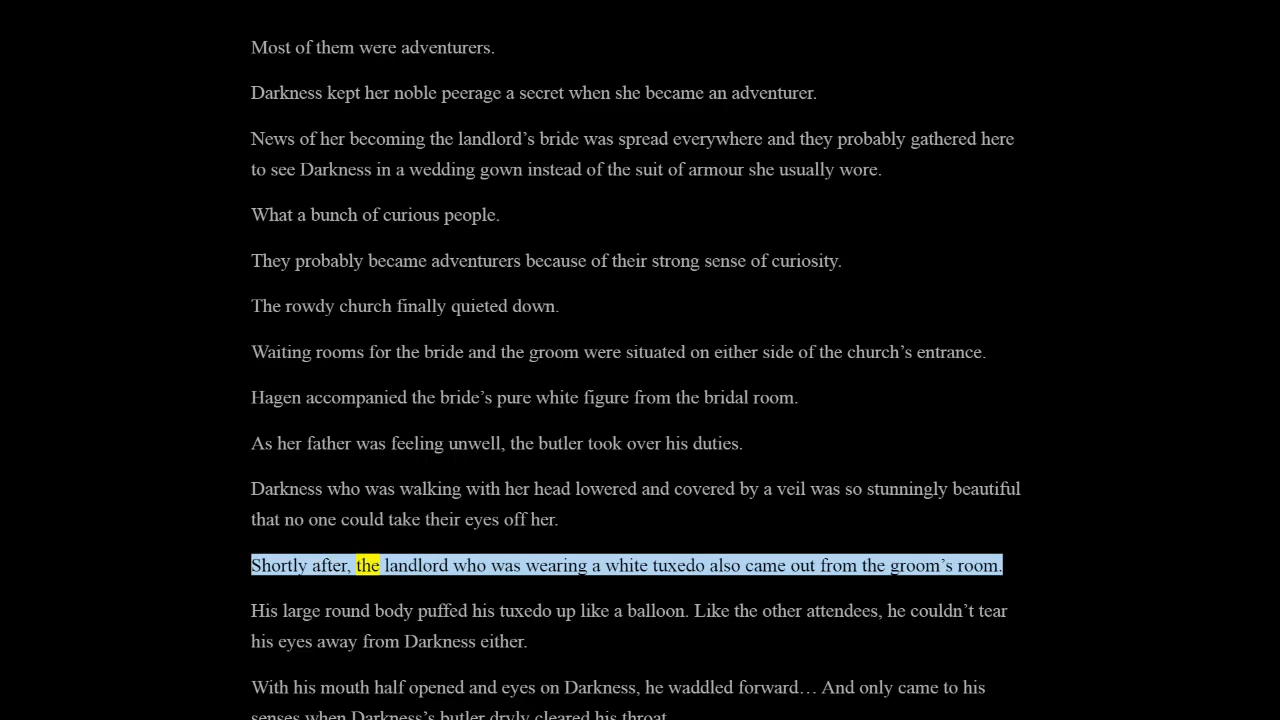 Most of them were adventurers.
Darkness kept her noble peerage a secret when she became an adventurer.
News of her becoming the landlord’s bride was spread everywhere and they probably gathered here
to see Darkness in a wedding gown instead of the suit of armour she usually wore.
What a bunch of curious people.
They probably became adventurers because of their strong sense of curiosity.
The rowdy church finally quieted down.
Waiting rooms for the bride and the groom were situated on either side of the church’s entrance.
Hagen accompanied the bride’s pure white figure from the bridal room.
As her father was feeling unwell, the butler took over his duties.
Darkness who was walking with her head lowered and covered by a veil was so stunningly beautiful
that no one could take their eyes off her.
Shortly after, the landlord who was wearing a white tuxedo also came out from the groom’s room.
His large round body puffed his tuxedo up like a balloon. Like the other attendees, he couldn’t tear
his eyes away from Darkness either.
With his mouth half opened and eyes on Darkness, he waddled forward… And only came to his
senses when Darkness’s butler dryly cleared his throat.